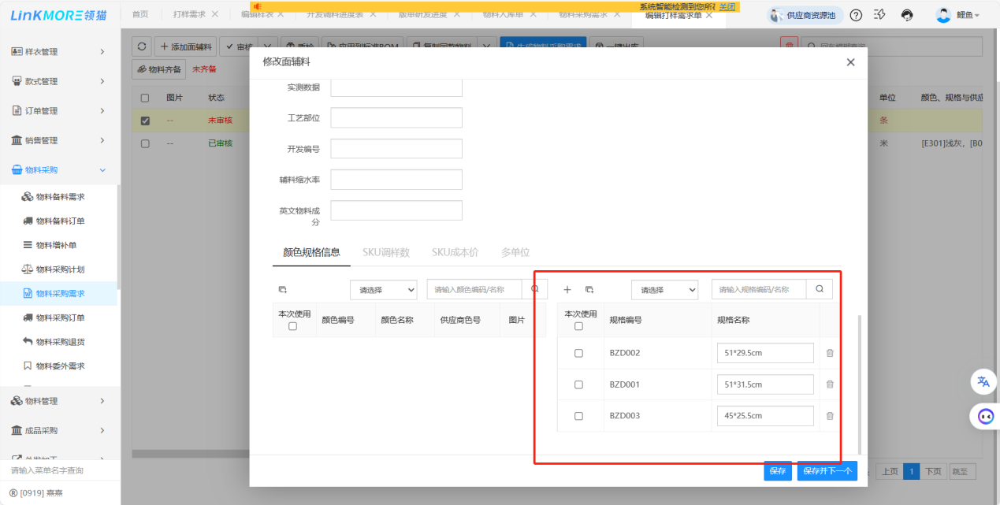 LinKMORE领猫
首页
打样需求
编辑样衣
开发调料进度表
版单研发进度
物料入库单
物料采购需求
系统智能检测到您所在
关闭
编辑打样需求单
供应商资源池
鲤鱼
样衣管理
款式管理
订单管理
销售管理
物料采购
物料备料需求
物料备料订单
物料增补单
物料采购计划
物料采购需求
物料采购订单
物料采购退货
物料委外需求
物料管理
成品采购
外发加工
请输入菜单名字查询
[0919] 熹熹
添加面辅料
审核
质检
应用到标准BOM
复制同款物料
生成物料采购需求
一键出库
物料齐备
未齐备
图片
状态
单位
颜色、规格与供应
--
未审核
条
--
已审核
米
[E301]浅灰, [B0
修改面辅料
实测数据
工艺部位
开发编号
辅料缩水率
英文物料成
分
颜色规格信息
SKU调样数
SKU成本价
多单位
请选择
请输入颜色编码/名称
请选择
请输入规格编码/名称
本次使用
颜色编号
颜色名称
供应商色号
图片
本次使用
规格编号
规格名称
BZD002
51*29.5cm
BZD001
51*31.5cm
BZD003
45*25.5cm
保存
保存并下一个
上页
1
下页
跳至